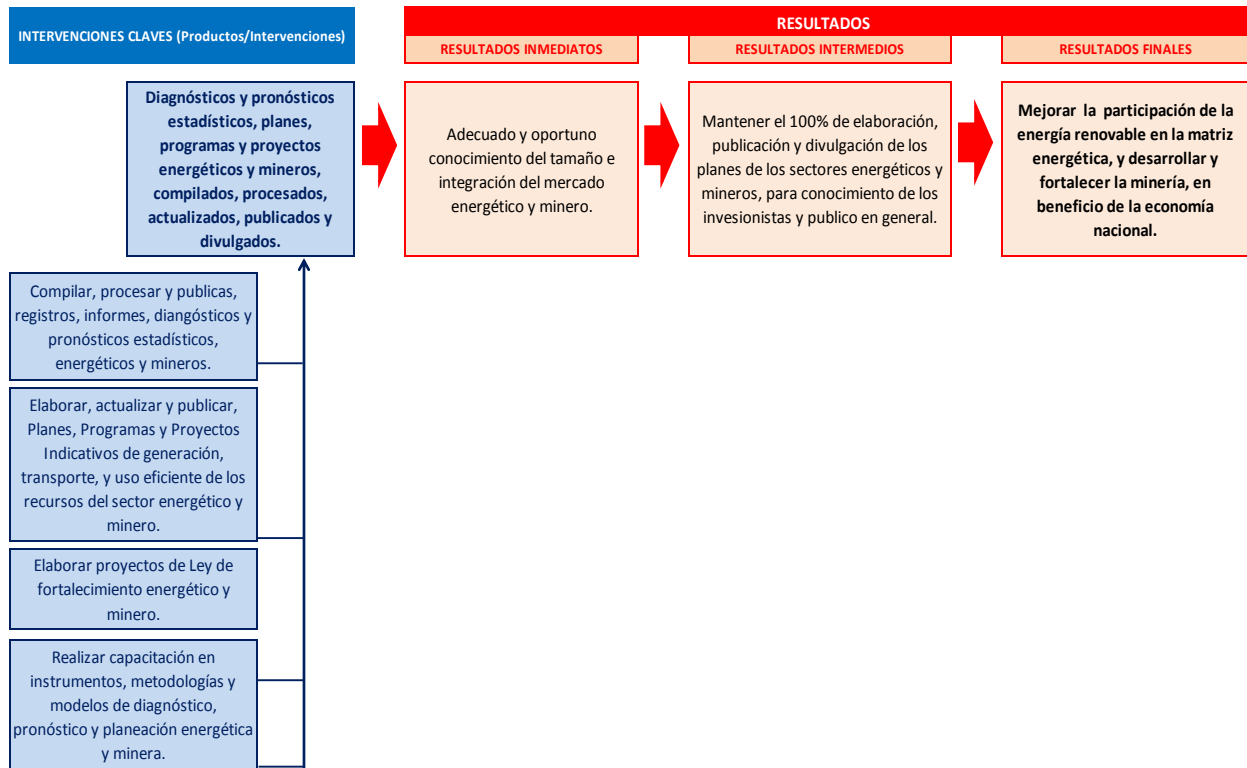 INTERVENCIONES CLAVES (Productos/Intervenciones)
RESULTADOS
RESULTADOS INMEDIATOS
RESULTADOS INTERMEDIOS
RESULTADOS FINALES
Diagnósticos y pronósticos
estadísticos, planes,
programas y proyectos
energéticos y mineros,
compilados, procesados,
actualizados, publicados y
divulgados.
Adecuado y oportuno
conocimiento del tamaño e
integración del mercado
energético y minero.
Mantener el 100% de elaboración,
publicación y divulgación de los
planes de los sectores energéticos y
mineros, para conocimiento de los
invesionistas y publico en general.
Mejorar la participación de la
energía renovable en la matriz
energética, y desarrollar y
fortalecer la minería, en
beneficio de la economía
nacional.
Compilar, procesar y publicas,
registros, informes, diangósticos y
pronósticos estadísticos,
energéticos y mineros.
Elaborar, actualizar y publicar,
Planes, Programas y Proyectos
Indicativos de generación,
transporte, y uso eficiente de los
recursos del sector energético y
minero.
Elaborar proyectos de Ley de
fortalecimiento energético y
minero.
Realizar capacitación en
instrumentos, metodologías y
modelos de diagnóstico,
pronóstico y planeación energética
y minera.